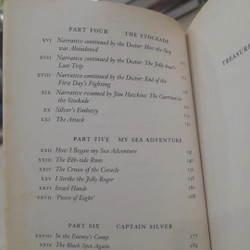 PART FOUR THE STOCKADE
XVI Narrative continued by the Doctor: How the Ship
was Abandoned
XVII Narrative continued by the Doctor: The Jolly-boat's
Last Trip
XVIII Narrative continued by the Doctor: End of the
First Day's Fighting
XIX Narrative resumed by Jim Hawkins: The Garrison in
the Stockade
XX Silver's Embassy
XXI The Attack
PART FIVE MY SEA ADVENTURE
XXII How I Began my Sea Adventure 141
XXIII The Ebb-tide Runs
XXIV The Cruise of the Coracle
XXV I Strike the Jolly Roger
XXVI Israel Hands
XXVII 'Pieces of Eight'
PART SIX CAPTAIN SILVER
XXVIII In the Enemy's Camp 177
XXIX The Black Spot Again
TREASURE